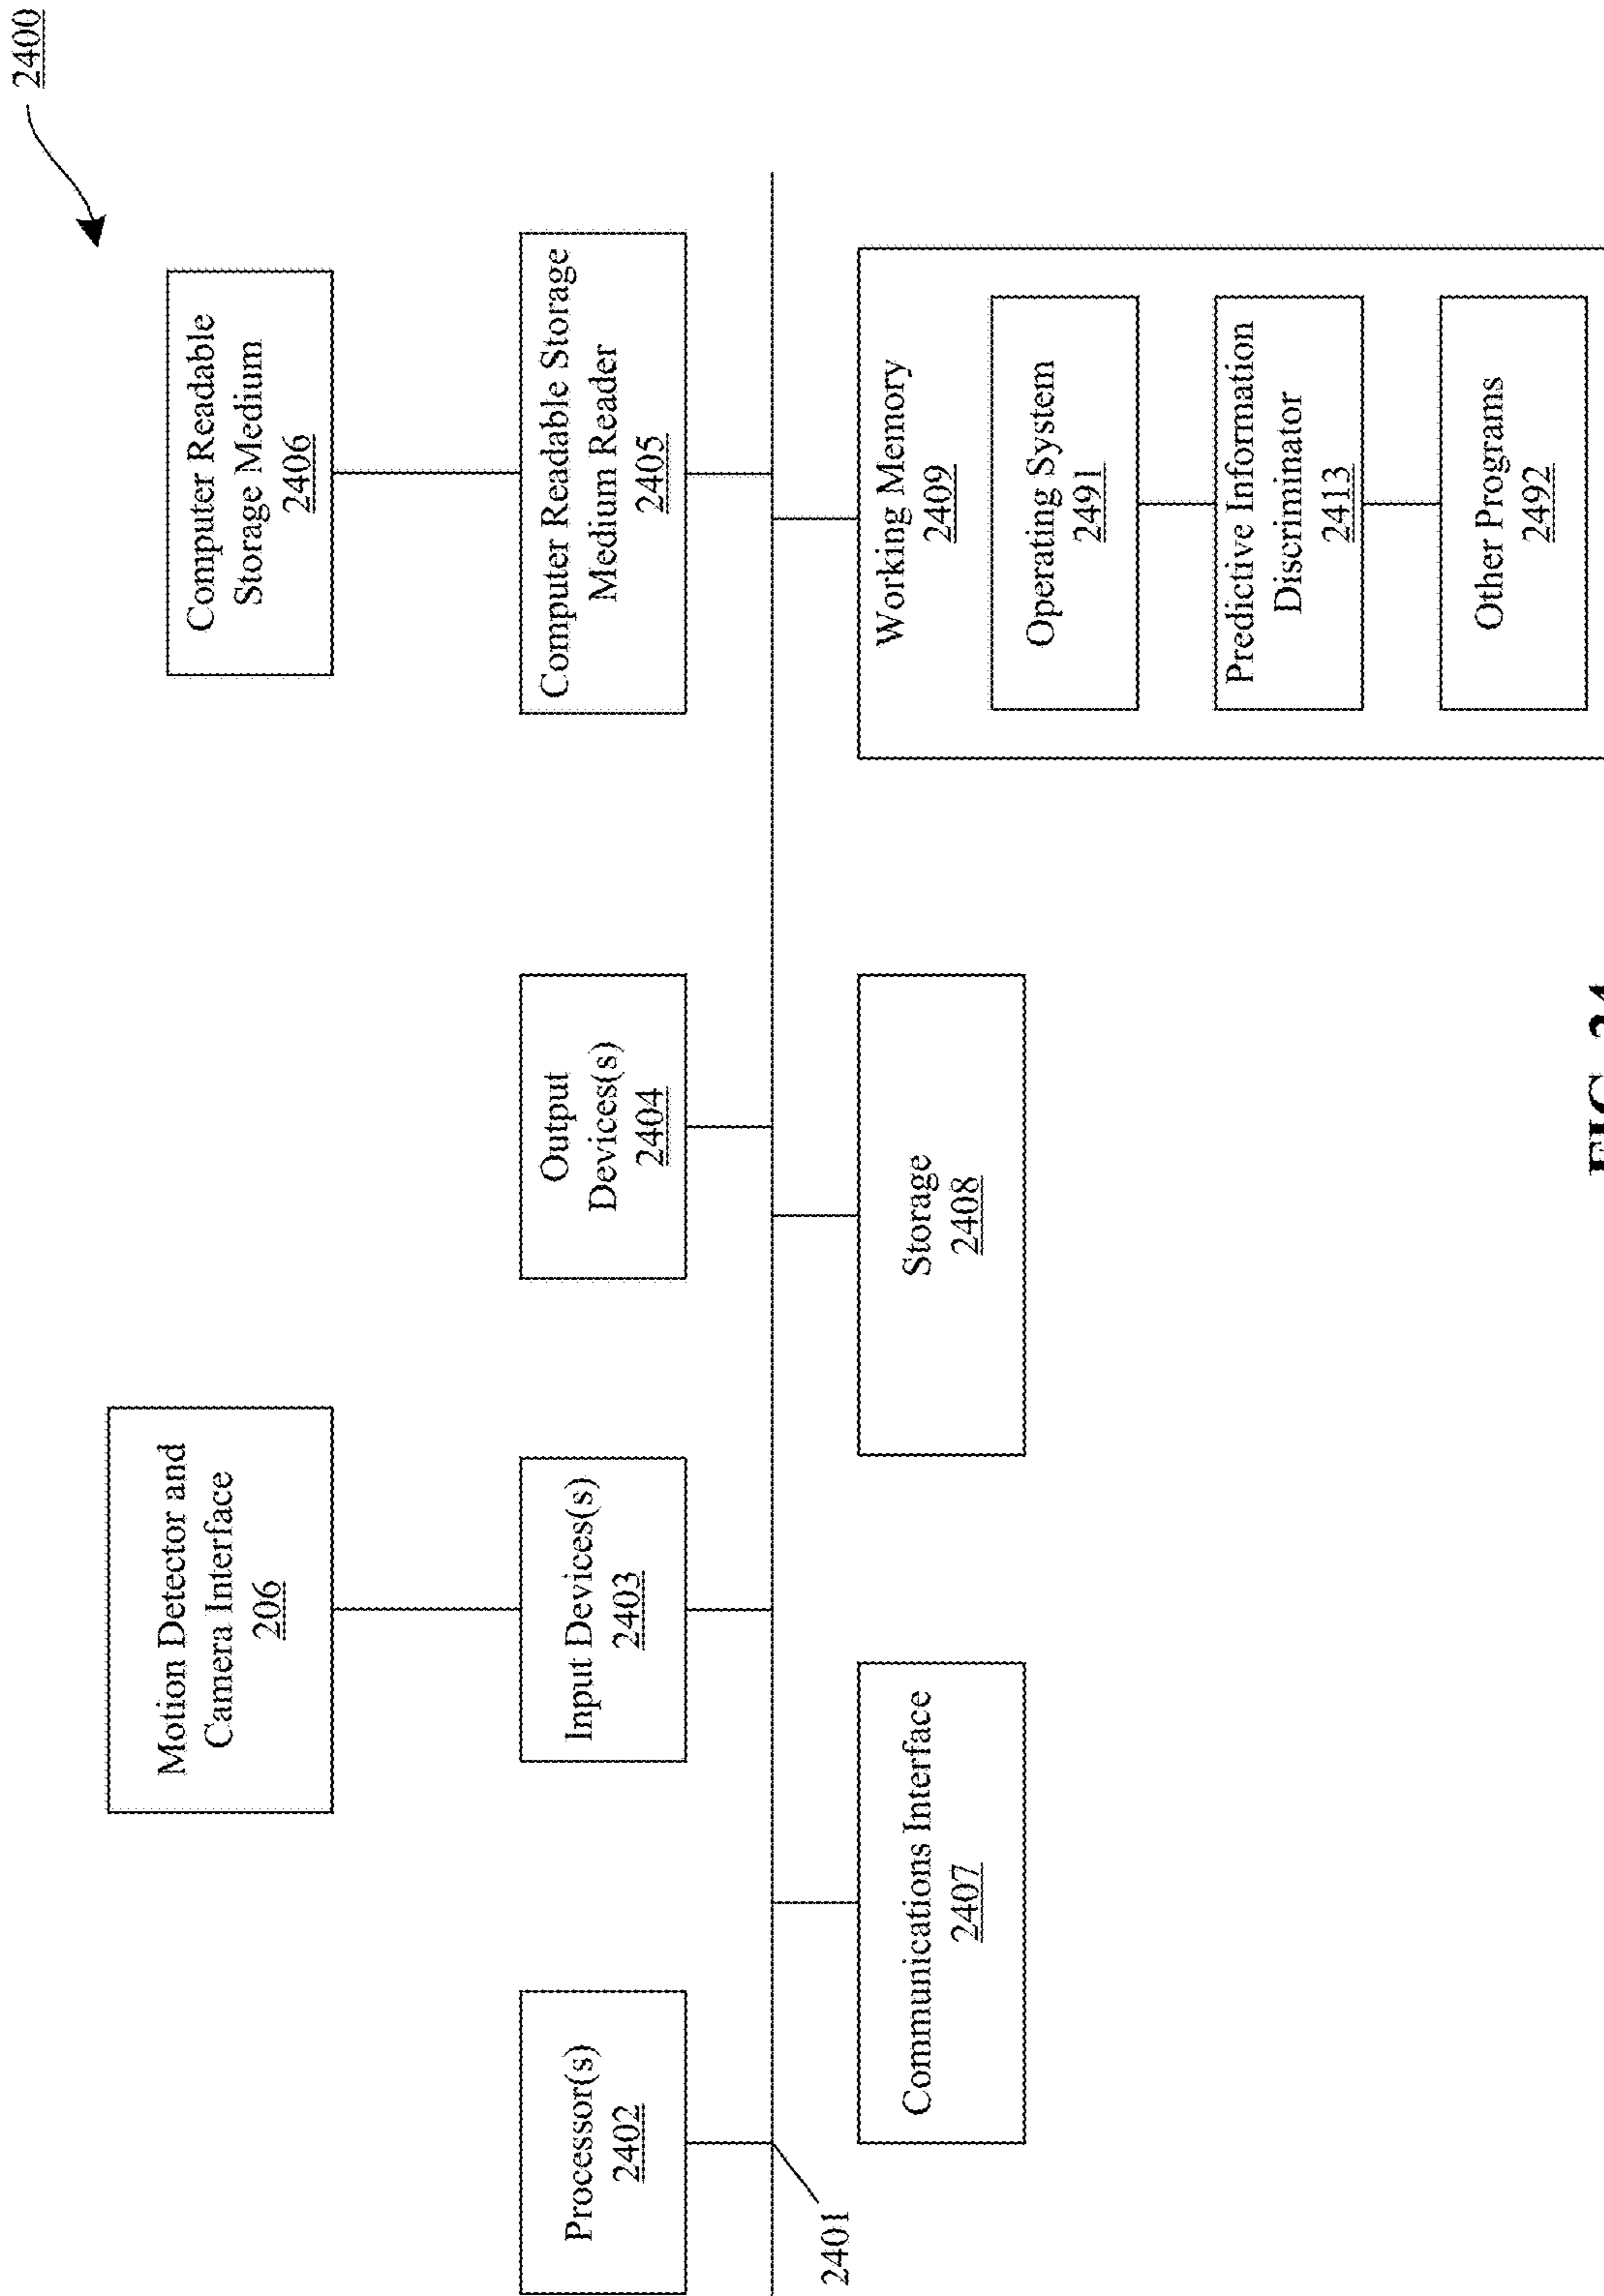 2400
Motion Detector and
Camera Interface
206
Computer Readable
Storage Medium
2406
Processor(s)
2402
Input Devices(s)
2403
Output
Devices(s)
2404
Computer Readable Storage
Medium Reader
2405
2401
Communications Interface
2407
Storage
2408
Working Memory
2409
Operating System
2491
Predictive Information
Discriminator
2413
Other Programs
2492
FIG. 24